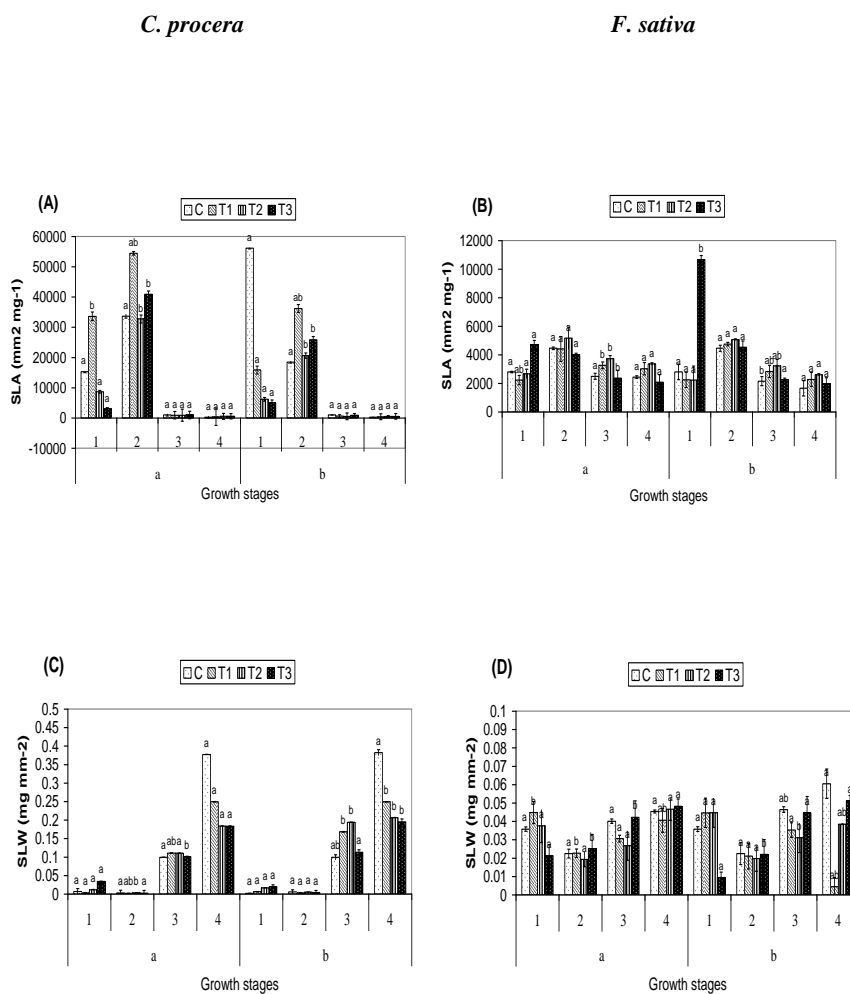 C. procera
F. sativa
(A)
C T1 T2 T3
SLA (mm2 mg-1)
60000
50000
40000
30000
20000
10000
0
-10000
a b a a a ab b a a a a a a a a a
a a a a a ab b a a a a a a a a a
1 2 3 4 1 2 3 4
a b
Growth stages
(B)
C T1 T2 T3
SLA (mm2 mg-1)
12000
10000
8000
6000
4000
2000
0
1 2 3 4 1 2 3 4
a b
Growth stages
(C)
C T1 T2 T3
SLW (mg mm-2)
0.5
0.45
0.4
0.35
0.3
0.25
0.2
0.15
0.1
0.05
0
1 2 3 4 1 2 3 4
a b
Growth stages
(D)
C T1 T2 T3
SLW (mg mm-2)
0.1
0.09
0.08
0.07
0.06
0.05
0.04
0.03
0.02
0.01
0
1 2 3 4 1 2 3 4
a b
Growth stages